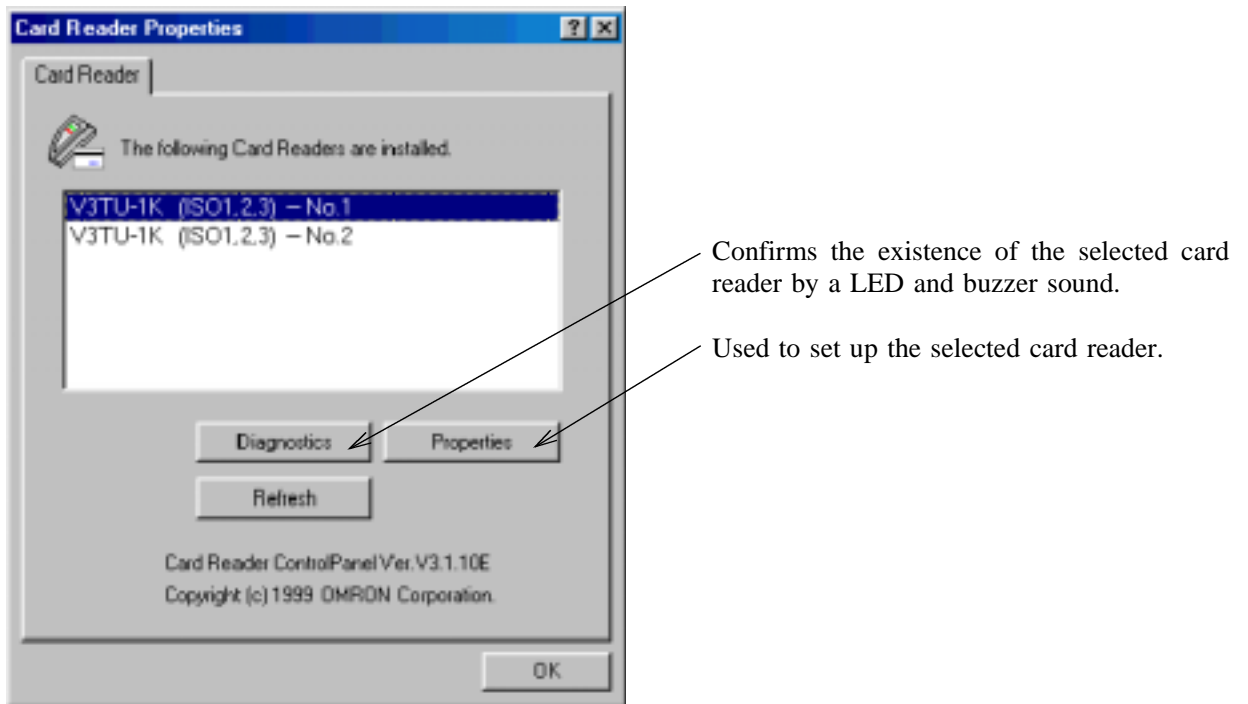 Card Reader Properties
Card Reader
The following Card Readers are installed.
V3TU-1K (ISO1,2,3) – No.1
V3TU-1K (ISO1,2,3) – No.2
Confirms the existence of the selected card
reader by a LED and buzzer sound.
Used to set up the selected card reader.
Diagnostics
Properties
Refresh
Card Reader ControlPanel Ver.V3.1.10E
Copyright (c) 1999 OMRON Corporation.
OK